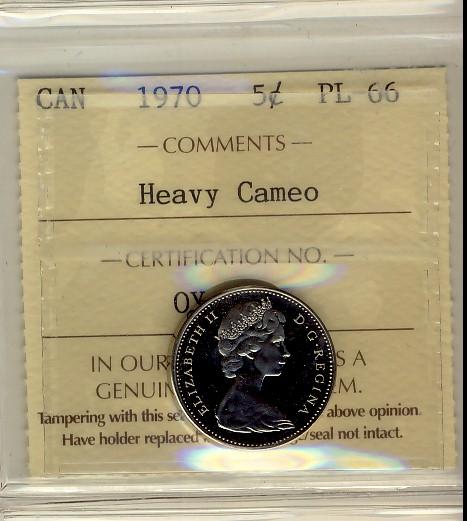 CAN 1970 5¢ PL 66
— COMMENTS —
Heavy Cameo
— CERTIFICATION NO. —
IN OUR S A
GENUIN M.
Tampering with this se above opinion.
Have holder replaced /seal not intact.
ELIZABETH II D·G·REGINA